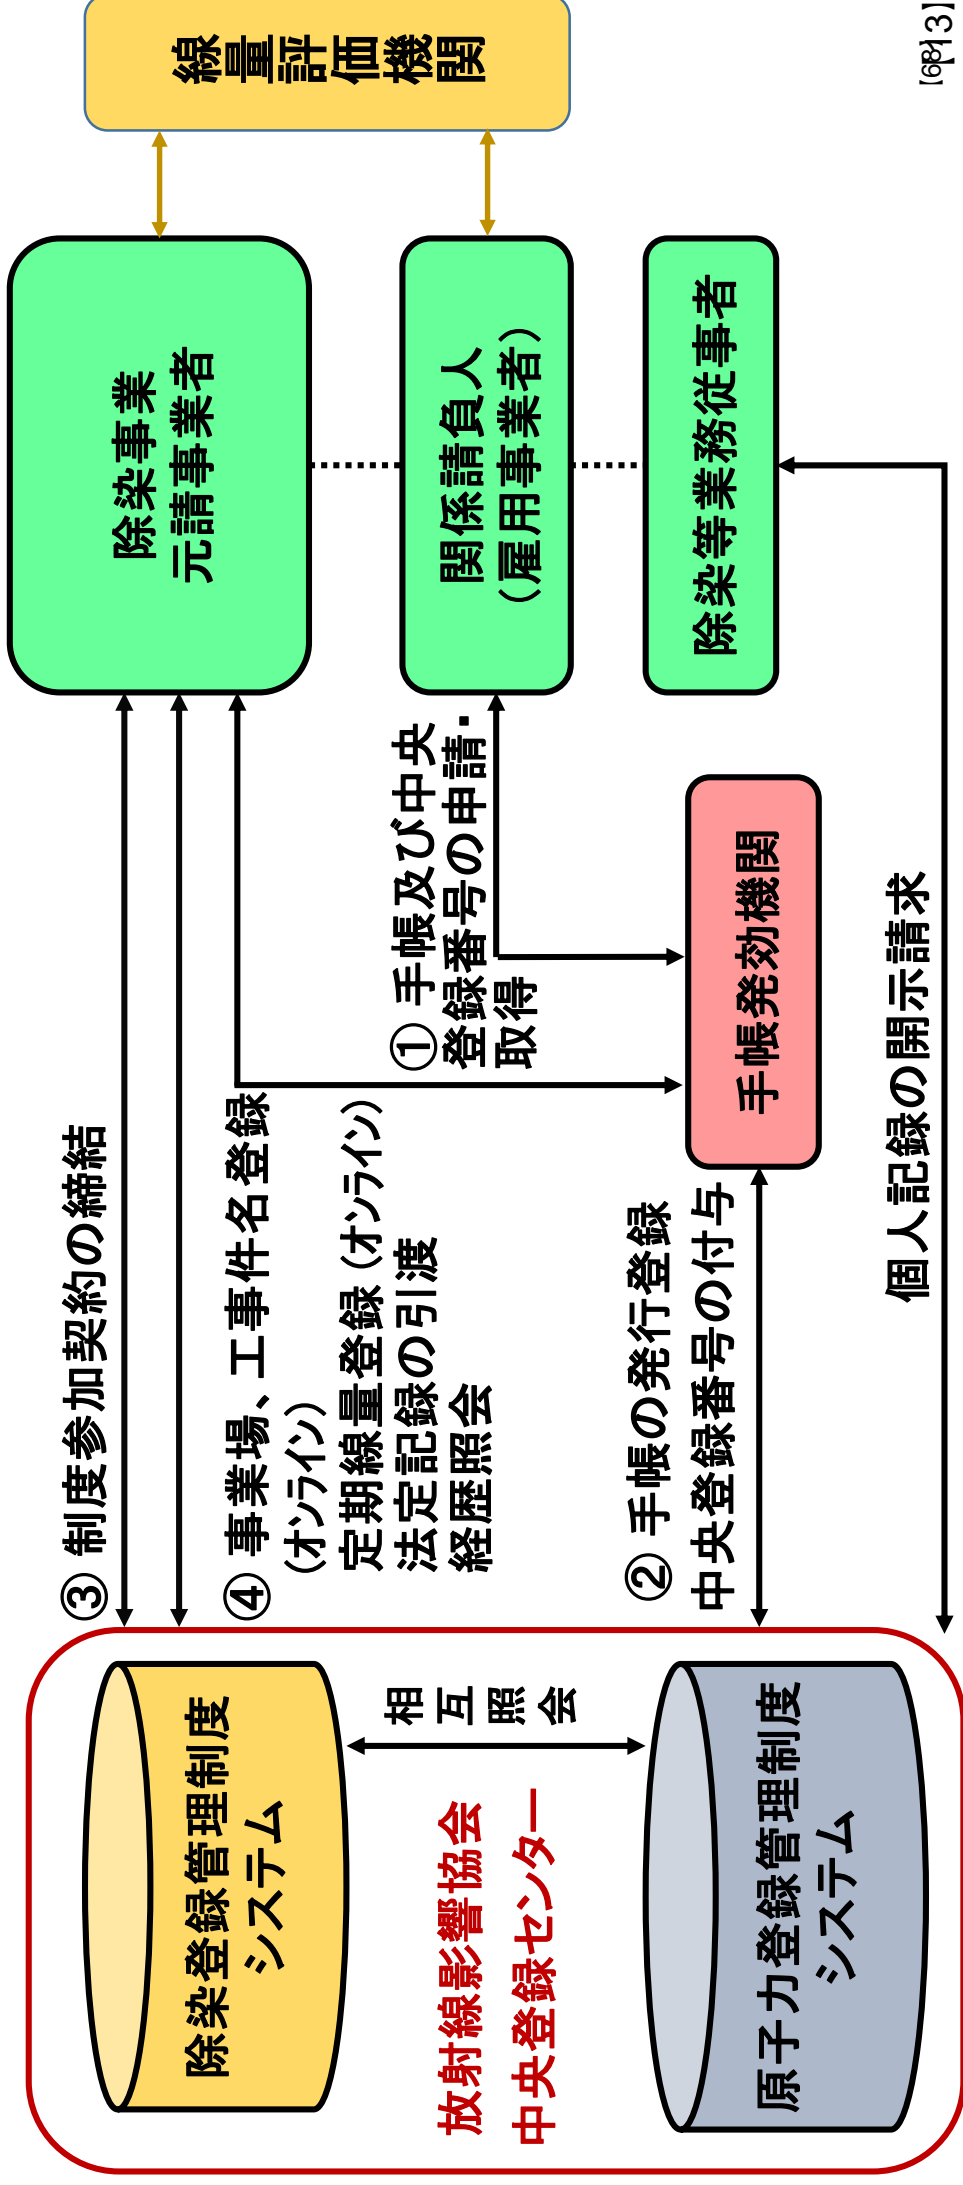 ③ 制度参加契約の締結
④ 事業場、工事件名登録
(オンライン)
定期線量登録(オンライン)
法定記録の引渡
経歴照会
① 手帳及び中央
登録番号の申請・
取得
② 手帳の発行登録
中央登録番号の付与
個人記録の開示請求
除染登録管理制度
システム
相互照会
放射線影響協会
中央登録センター
原子力登録管理制度
システム
手帳発効機関
除染事業
元請事業者
関係請負人
(雇用事業者)
除染等業務従事者
線量評価機関